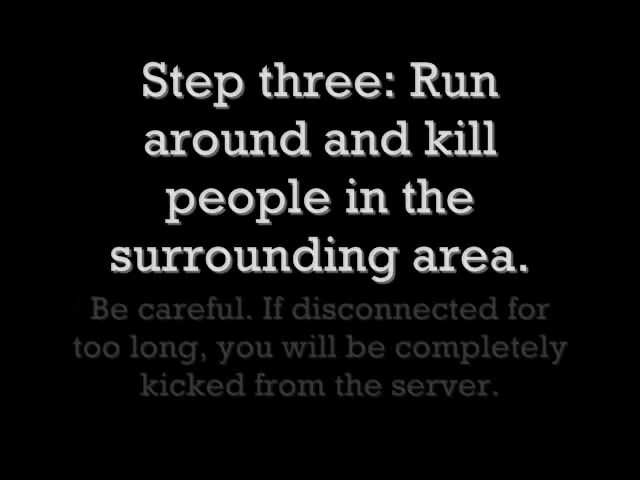 Step three: Run
around and kill
people in the
surrounding area.
Be careful. If disconnected for
too long, you will be completely
kicked from the server.